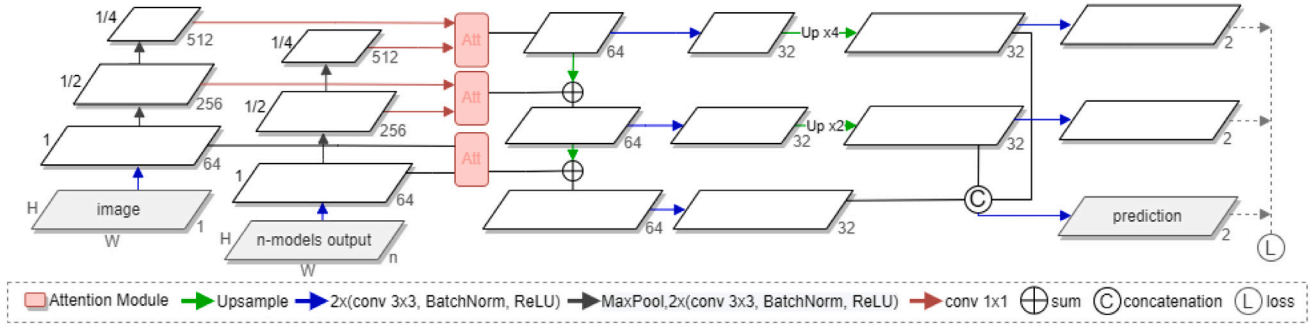 1/4
512
1/2
256
1
64
H
image
1
W
1/4
512
1/2
256
1
64
H
n-models output
n
W
Att
Att
Att
64
32
Up x4
32
2
64
32
Up x2
32
2
64
32
C
prediction
2
L
Attention Module
Upsample
2x(conv 3x3, BatchNorm, ReLU)
MaxPool,2x(conv 3x3, BatchNorm, ReLU)
conv 1x1
sum
C concatenation
L loss